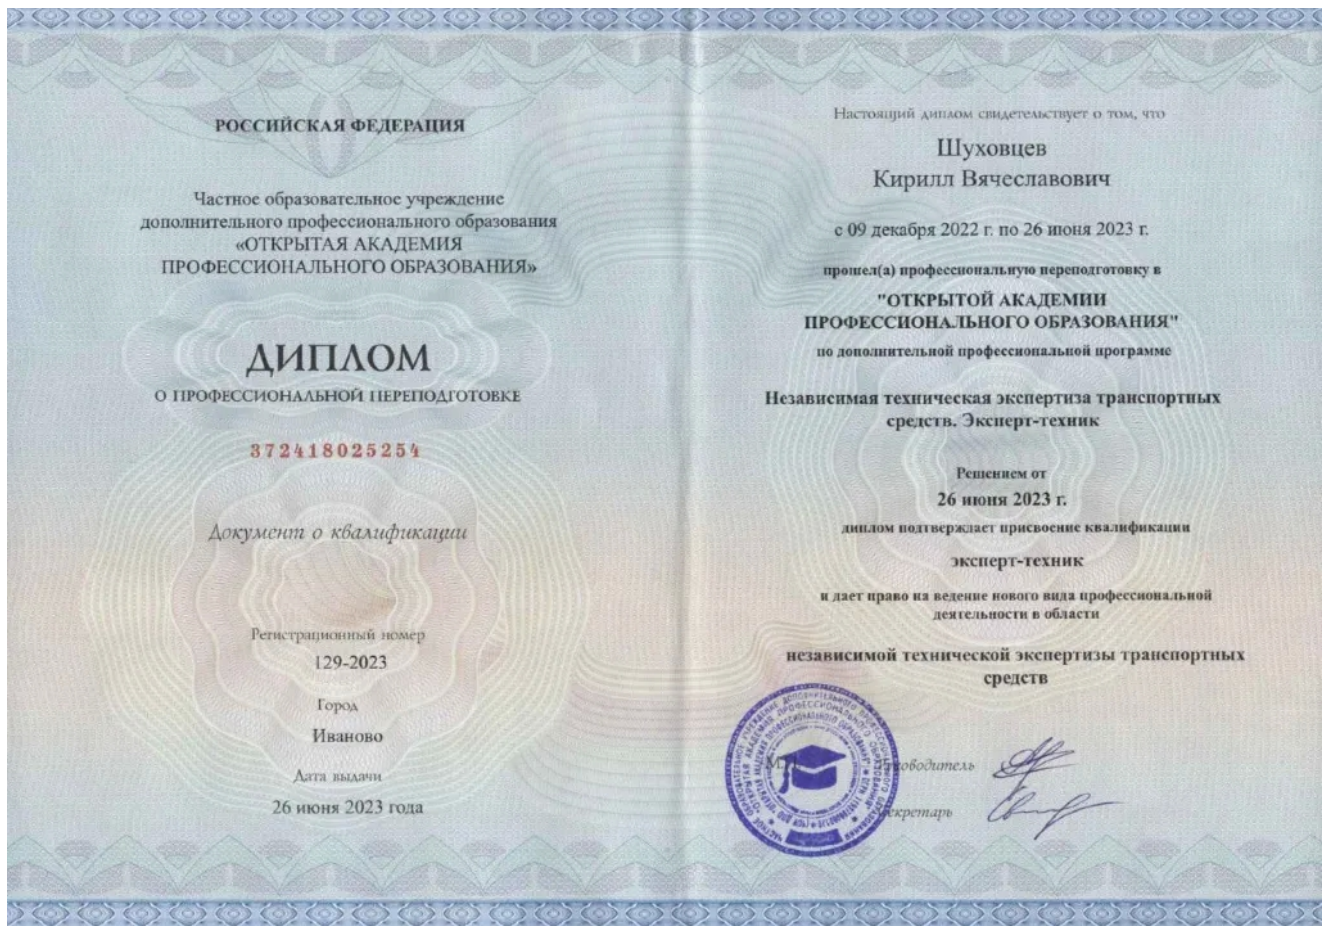 РОССИЙСКАЯ ФЕДЕРАЦИЯ
Частное образовательное учреждение
дополнительного профессионального образования
«ОТКРЫТАЯ АКАДЕМИЯ
ПРОФЕССИОНАЛЬНОГО ОБРАЗОВАНИЯ»
ДИПЛОМ
О ПРОФЕССИОНАЛЬНОЙ ПЕРЕПОДГОТОВКЕ
372418025254
Документ о квалификации
Регистрационный номер
129-2023
Город
Иваново
Дата выдачи
26 июня 2023 года
Настоящий диплом свидетельствует о том, что
Шуховцев
Кирилл Вячеславович
с 09 декабря 2022 г. по 26 июня 2023 г.
прошел(а) профессиональную переподготовку в
"ОТКРЫТОЙ АКАДЕМИИ
ПРОФЕССИОНАЛЬНОГО ОБРАЗОВАНИЯ"
по дополнительной профессиональной программе
Независимая техническая экспертиза транспортных
средств. Эксперт-техник
Решением от
26 июня 2023 г.
диплом подтверждает присвоение квалификации
эксперт-техник
и дает право на ведение нового вида профессиональной
деятельности в области
независимой технической экспертизы транспортных
средств
М.П.
Руководитель
Секретарь